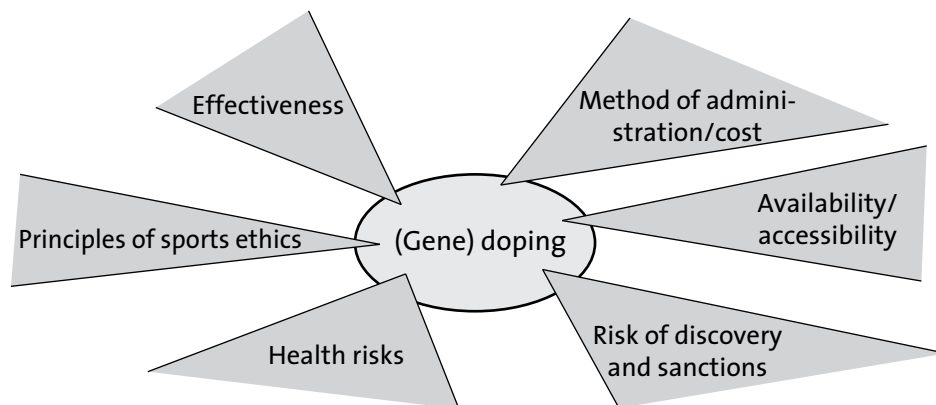 Effectiveness
Method of admini-
stration/cost
Principles of sports ethics
(Gene) doping
Availability/
accessibility
Health risks
Risk of discovery
and sanctions